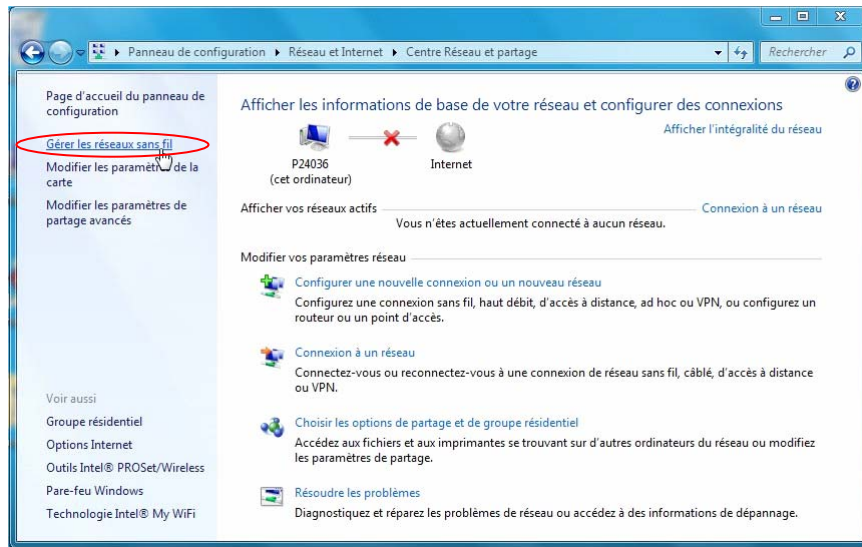 Panneau de configuration ▸ Réseau et Internet ▸ Centre Réseau et partage
Rechercher
Page d'accueil du panneau de
configuration
Gérer les réseaux sans fil
Modifier les paramètres de la
carte
Modifier les paramètres de
partage avancés
Voir aussi
Groupe résidentiel
Options Internet
Outils Intel® PROSet/Wireless
Pare-feu Windows
Technologie Intel® My WiFi
Afficher les informations de base de votre réseau et configurer des connexions
Afficher l'intégralité du réseau
P24036
(cet ordinateur)
Internet
Afficher vos réseaux actifs
Connexion à un réseau
Vous n'êtes actuellement connecté à aucun réseau.
Modifier vos paramètres réseau
Configurer une nouvelle connexion ou un nouveau réseau
Configurez une connexion sans fil, haut débit, d'accès à distance, ad hoc ou VPN, ou configurez un
routeur ou un point d'accès.
Connexion à un réseau
Connectez-vous ou reconnectez-vous à une connexion de réseau sans fil, câblé, d'accès à distance
ou VPN.
Choisir les options de partage et de groupe résidentiel
Accédez aux fichiers et aux imprimantes se trouvant sur d'autres ordinateurs du réseau ou modifiez
les paramètres de partage.
Résoudre les problèmes
Diagnostiquez et réparez les problèmes de réseau ou accédez à des informations de dépannage.